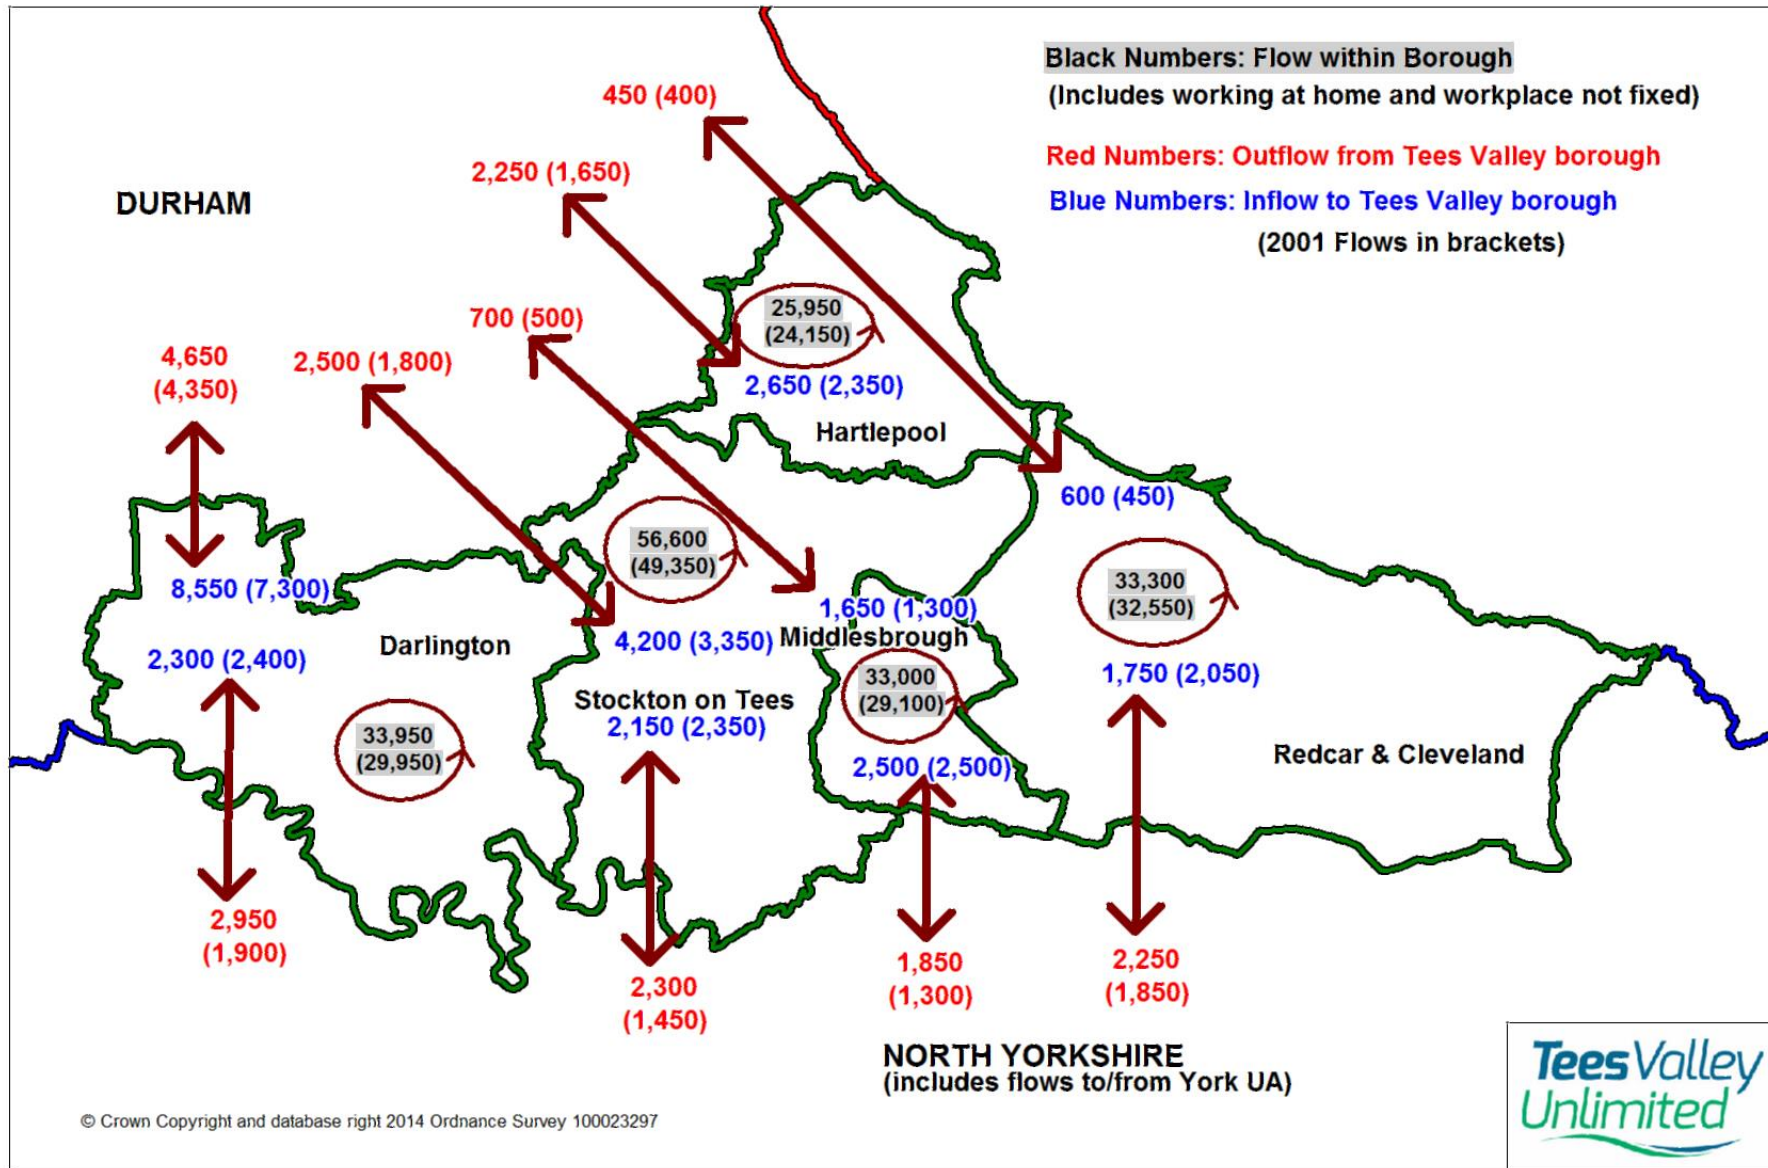 Black Numbers: Flow within Borough
(Includes working at home and workplace not fixed)
Red Numbers: Outflow from Tees Valley borough
Blue Numbers: Inflow to Tees Valley borough
(2001 Flows in brackets)
450 (400)
2,250 (1,650)
DURHAM
700 (500)
4,650
(4,350)
2,500 (1,800)
25,950
(24,150)
2,650 (2,350)
Hartlepool
600 (450)
56,600
(49,350)
33,300
(32,550)
8,550 (7,300)
1,650 (1,300)
4,200 (3,350)
Middlesbrough
Darlington
2,300 (2,400)
33,000
(29,100)
1,750 (2,050)
Stockton on Tees
2,150 (2,350)
33,950
(29,950)
2,500 (2,500)
Redcar & Cleveland
2,950
(1,900)
2,300
(1,450)
1,850
(1,300)
2,250
(1,850)
NORTH YORKSHIRE
(includes flows to/from York UA)
Tees Valley
Unlimited
© Crown Copyright and database right 2014 Ordnance Survey 100023297